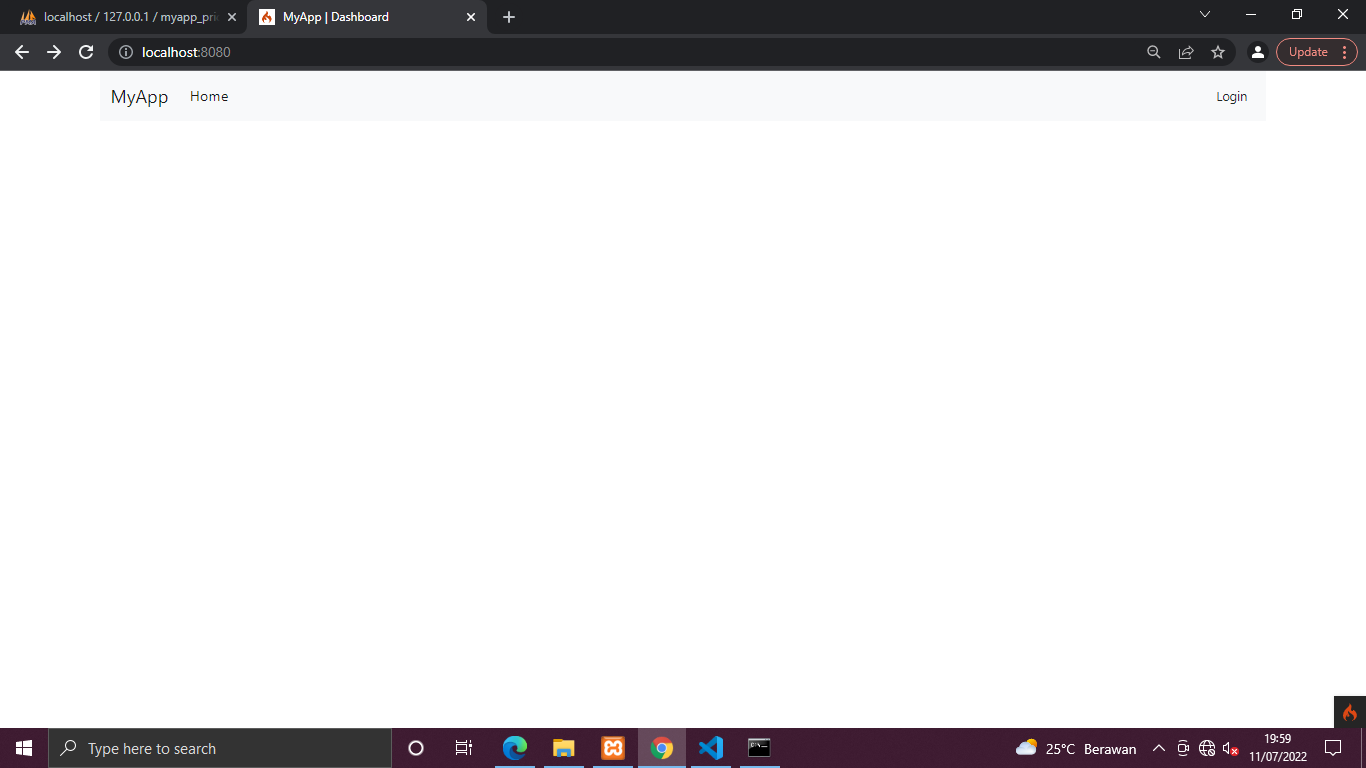 localhost / 127.0.0.1 / myapp_pri
MyApp | Dashboard
localhost:8080
Update
MyApp
Home
Login
Type here to search
25°C Berawan
19:59
11/07/2022